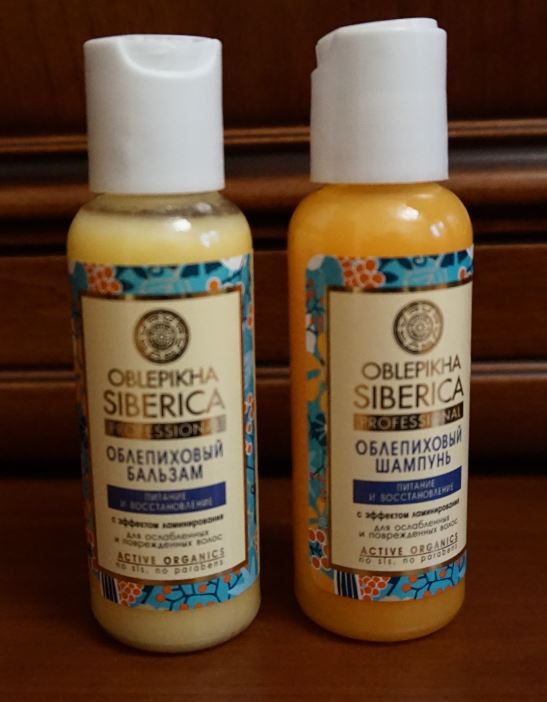 OBLEPIKHA
SIBERICA
PROFESSIONAL
ОБЛЕПИХОВЫЙ
БАЛЬЗАМ
ПИТАНИЕ
И ВОССТАНОВЛЕНИЕ
с эффектом ламинирования
для ослабленных
и поврежденных волос
ACTIVE ORGANICS
no sls, no parabens
OBLEPIKHA
SIBERICA
PROFESSIONAL
ОБЛЕПИХОВЫЙ
ШАМПУНЬ
ПИТАНИЕ
И ВОССТАНОВЛЕНИЕ
с эффектом ламинирования
для ослабленных
и поврежденных волос
ACTIVE ORGANICS
no sls, no parabens